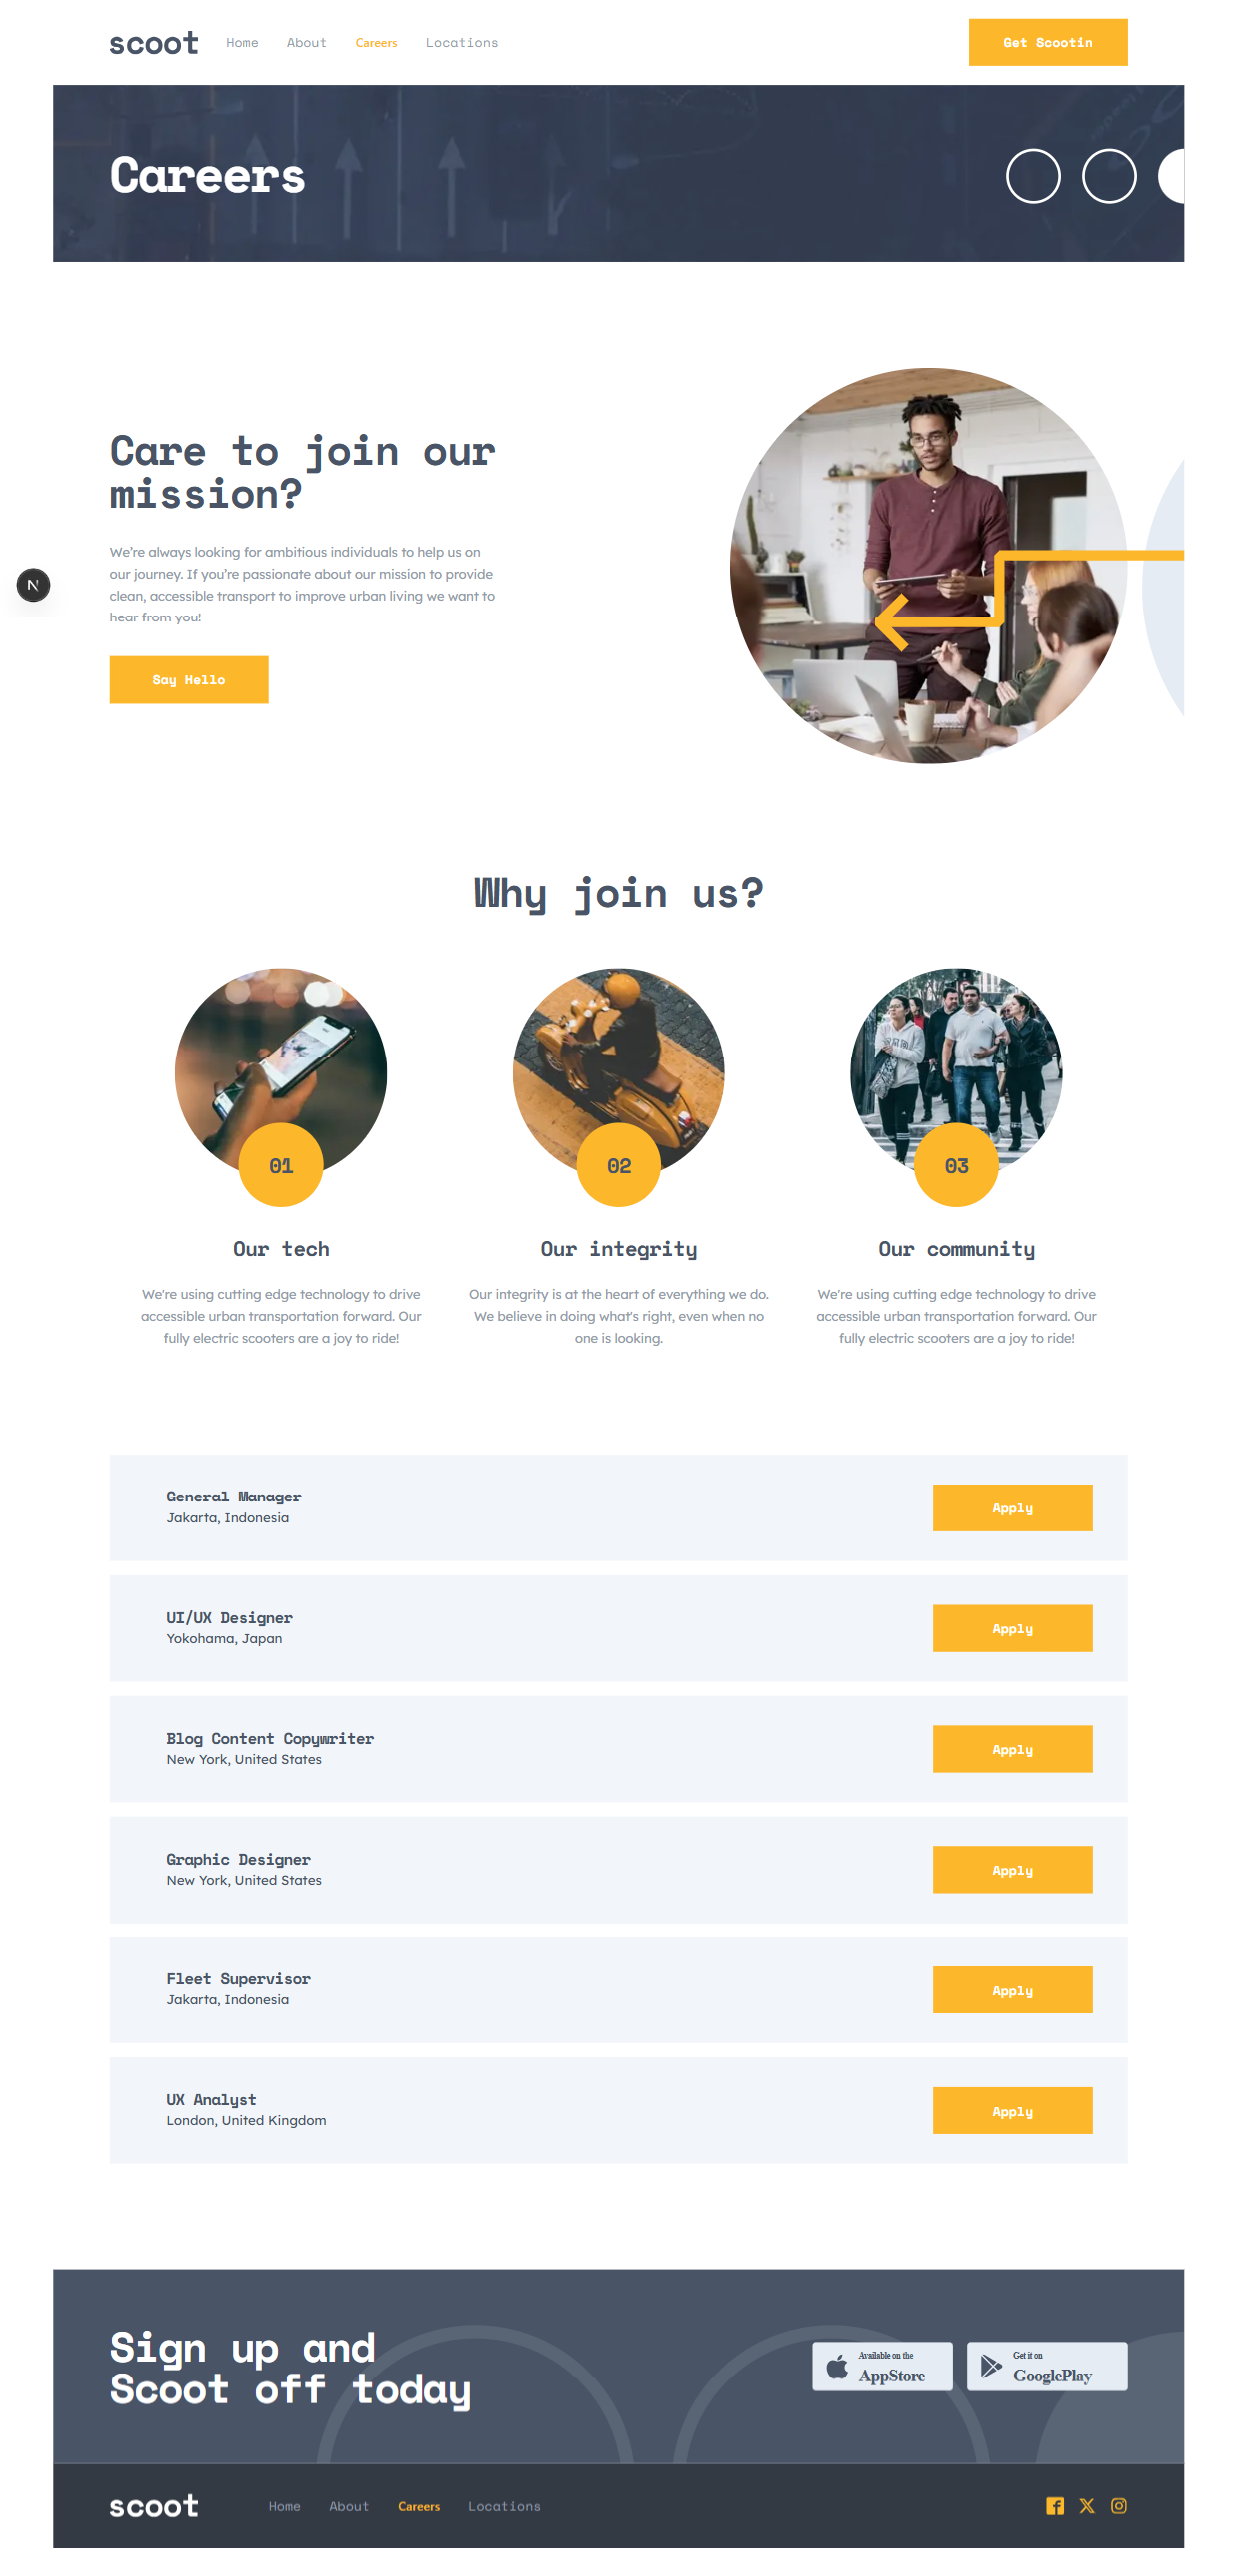 scoot Home About Careers Locations Get Scootin
Careers
Care to join our
mission?
We're always looking for ambitious individuals to help us on
our journey. If you're passionate about our mission to provide
clean, accessible transport to improve urban living we want to
hear from you!
N
Say Hello
Why join us?
01
02
03
Our tech
We're using cutting edge technology to drive
accessible urban transportation forward. Our
fully electric scooters are a joy to ride!
Our integrity
Our integrity is at the heart of everything we do.
We believe in doing what's right, even when no
one is looking.
Our community
We're using cutting edge technology to drive
accessible urban transportation forward. Our
fully electric scooters are a joy to ride!
General Manager
Jakarta, Indonesia
Apply
UI/UX Designer
Yokohama, Japan
Apply
Blog Content Copywriter
New York, United States
Apply
Graphic Designer
New York, United States
Apply
Fleet Supervisor
Jakarta, Indonesia
Apply
UX Analyst
London, United Kingdom
Apply
Sign up and
Scoot off today
Available on the
AppStore
Get it on
GooglePlay
scoot Home About Careers Locations